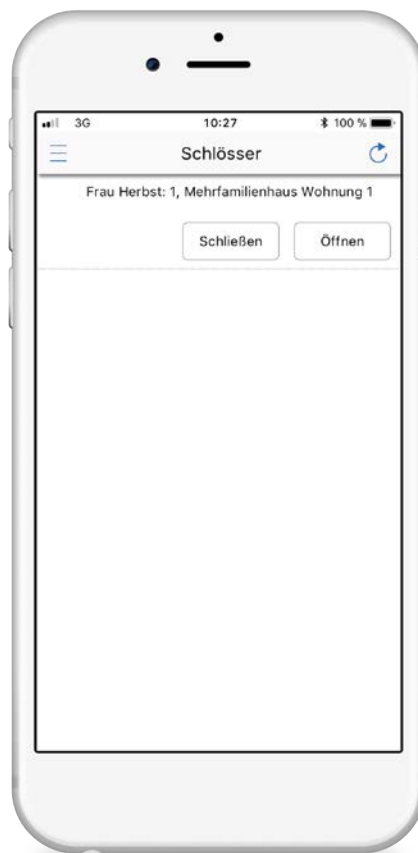 3G 10:27 100 %
Schlösser
Frau Herbst: 1, Mehrfamilienhaus Wohnung 1
Schließen Öffnen